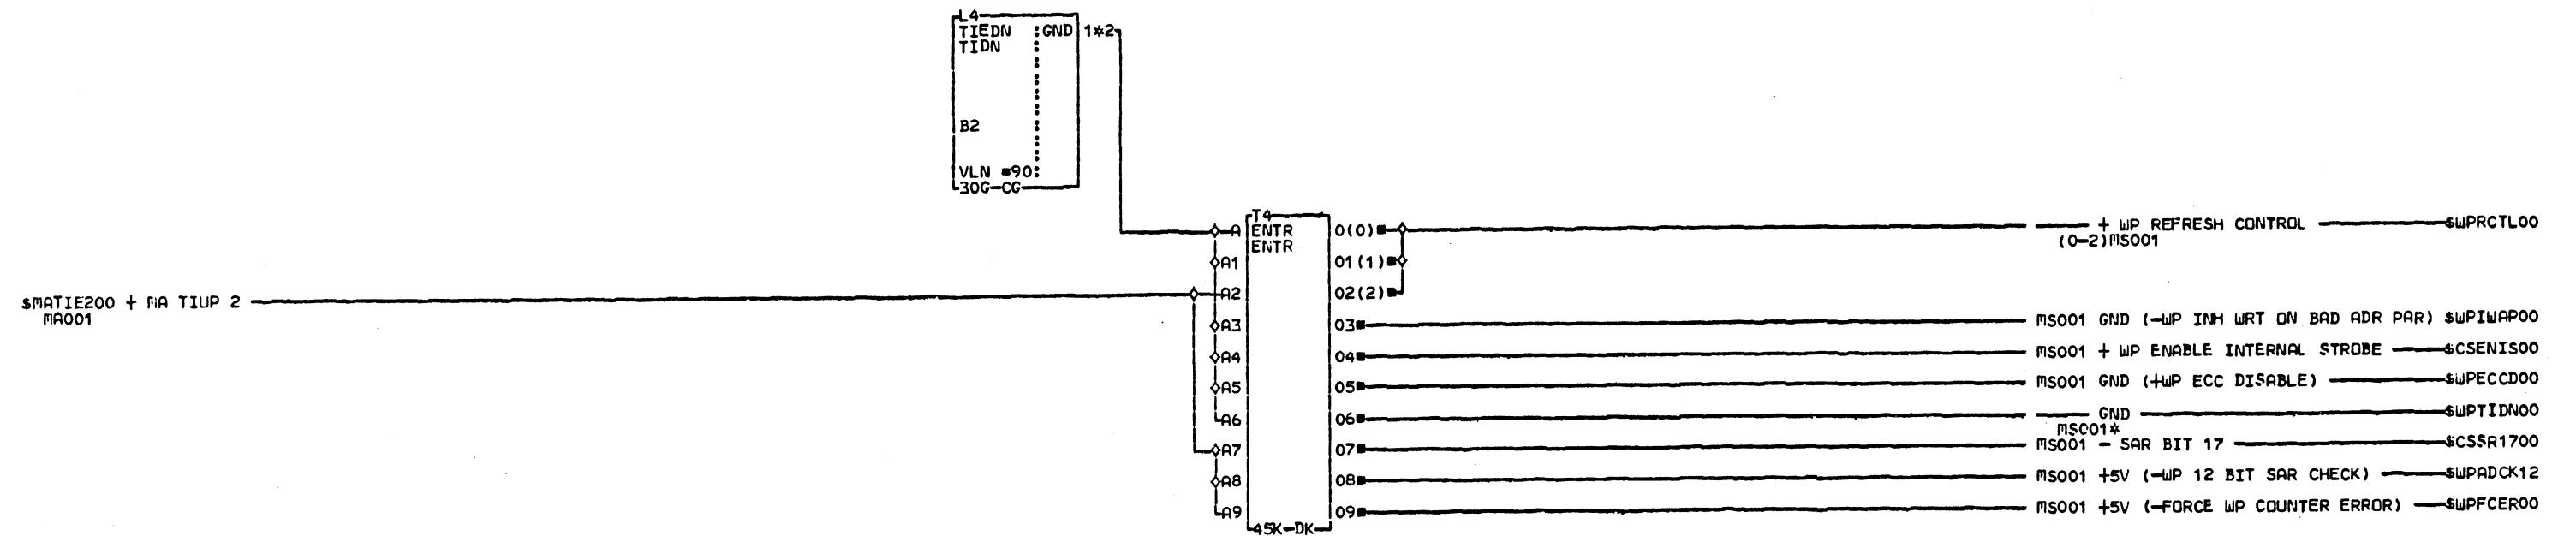 L4
TIEDN :GND 1*2
TIDN
B2
VLN =90:
30G-CG
T4
A ENTR 0(0) + WP REFRESH CONTROL $WPRCTL00
ENTR (0-2)MS001
A1 01(1)
$MATIE200 + MA TIUP 2 A2 02(2)
MA001
A3 03 MS001 GND (-WP INH WRT ON BAD ADR PAR) $WPIWAP00
A4 04 MS001 + WP ENABLE INTERNAL STROBE $CSENIS00
A5 05 MS001 GND (+WP ECC DISABLE) $WPECCD00
A6 06 GND $WPTIDN00
MS001*
A7 07 MS001 - SAR BIT 17 $CSSR1700
A8 08 MS001 +5V (-WP 12 BIT SAR CHECK) $WPADCK12
A9 09 MS001 +5V (-FORCE WP COUNTER ERROR) $WPFCER00
45K-DK